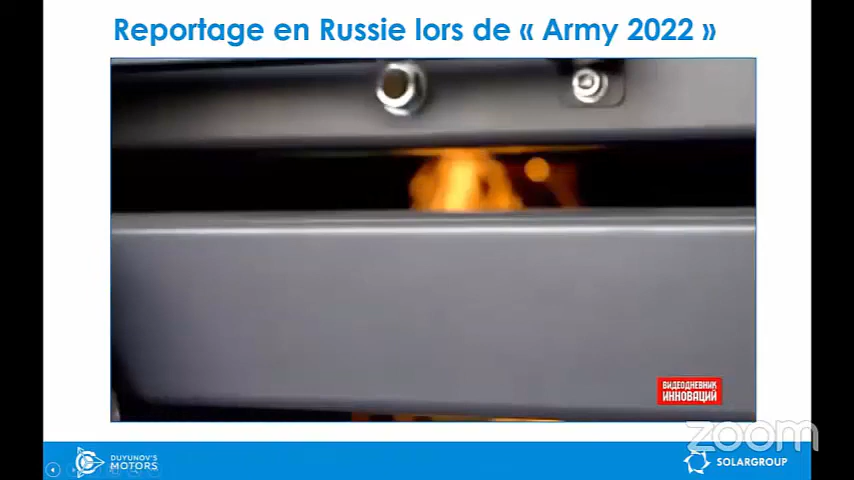 Reportage en Russie lors de « Army 2022 »
ВИДЕОДНЕВНИК
ИННОВАЦИЙ
zoom
DUYUNOV'S
MOTORS
SOLARGROUP